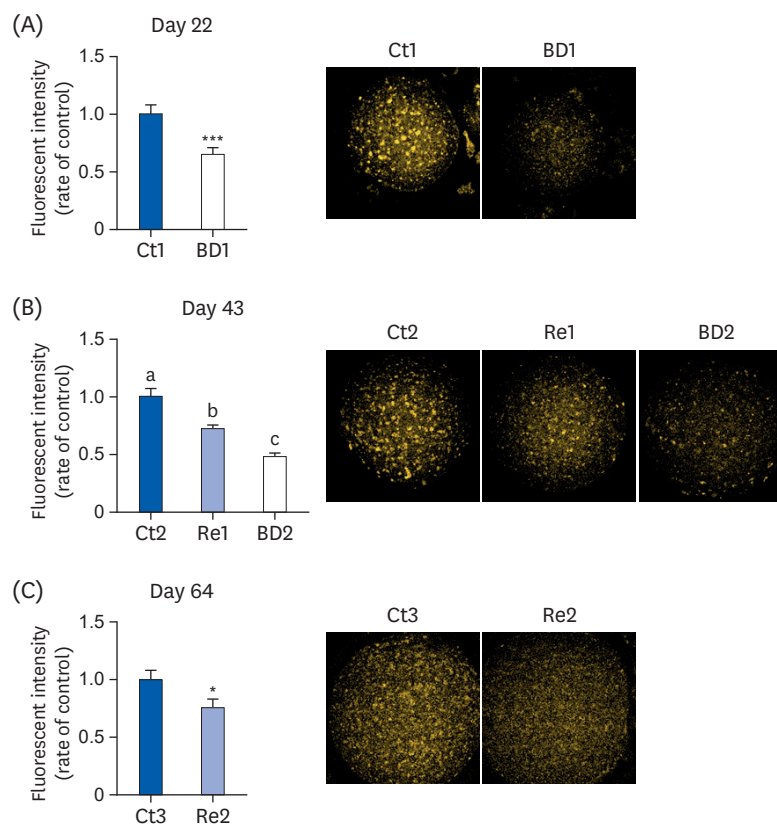 (A)
Day 22
Fluorescent intensity
(rate of control)
1.5
1.0
0.5
0
***
Ct1 BD1
Ct1 BD1
(B)
Day 43
Fluorescent intensity
(rate of control)
1.5
1.0
0.5
0
a
b
c
Ct2 Re1 BD2
Ct2 Re1 BD2
(C)
Day 64
Fluorescent intensity
(rate of control)
1.5
1.0
0.5
0
*
Ct3 Re2
Ct3 Re2